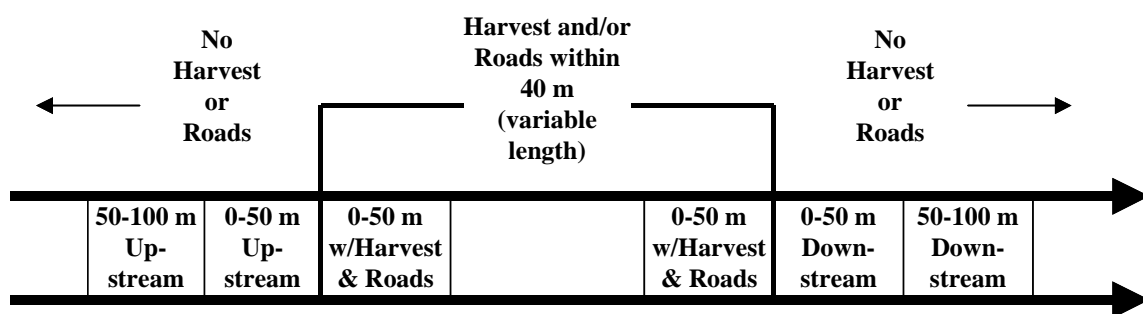 No
Harvest
or
Roads
Harvest and/or
Roads within
40 m
(variable
length)
No
Harvest
or
Roads
50-100 m
Up-
stream
0-50 m
Up-
stream
0-50 m
w/Harvest
& Roads
0-50 m
w/Harvest
& Roads
0-50 m
Down-
stream
50-100 m
Down-
stream